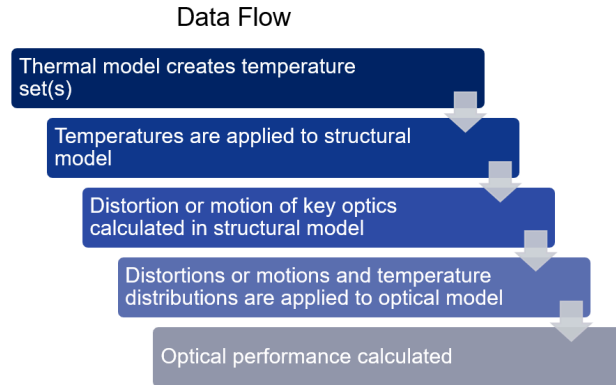 Data Flow
Thermal model creates temperature
set(s)
Temperatures are applied to structural
model
Distortion or motion of key optics
calculated in structural model
Distortions or motions and temperature
distributions are applied to optical model
Optical performance calculated